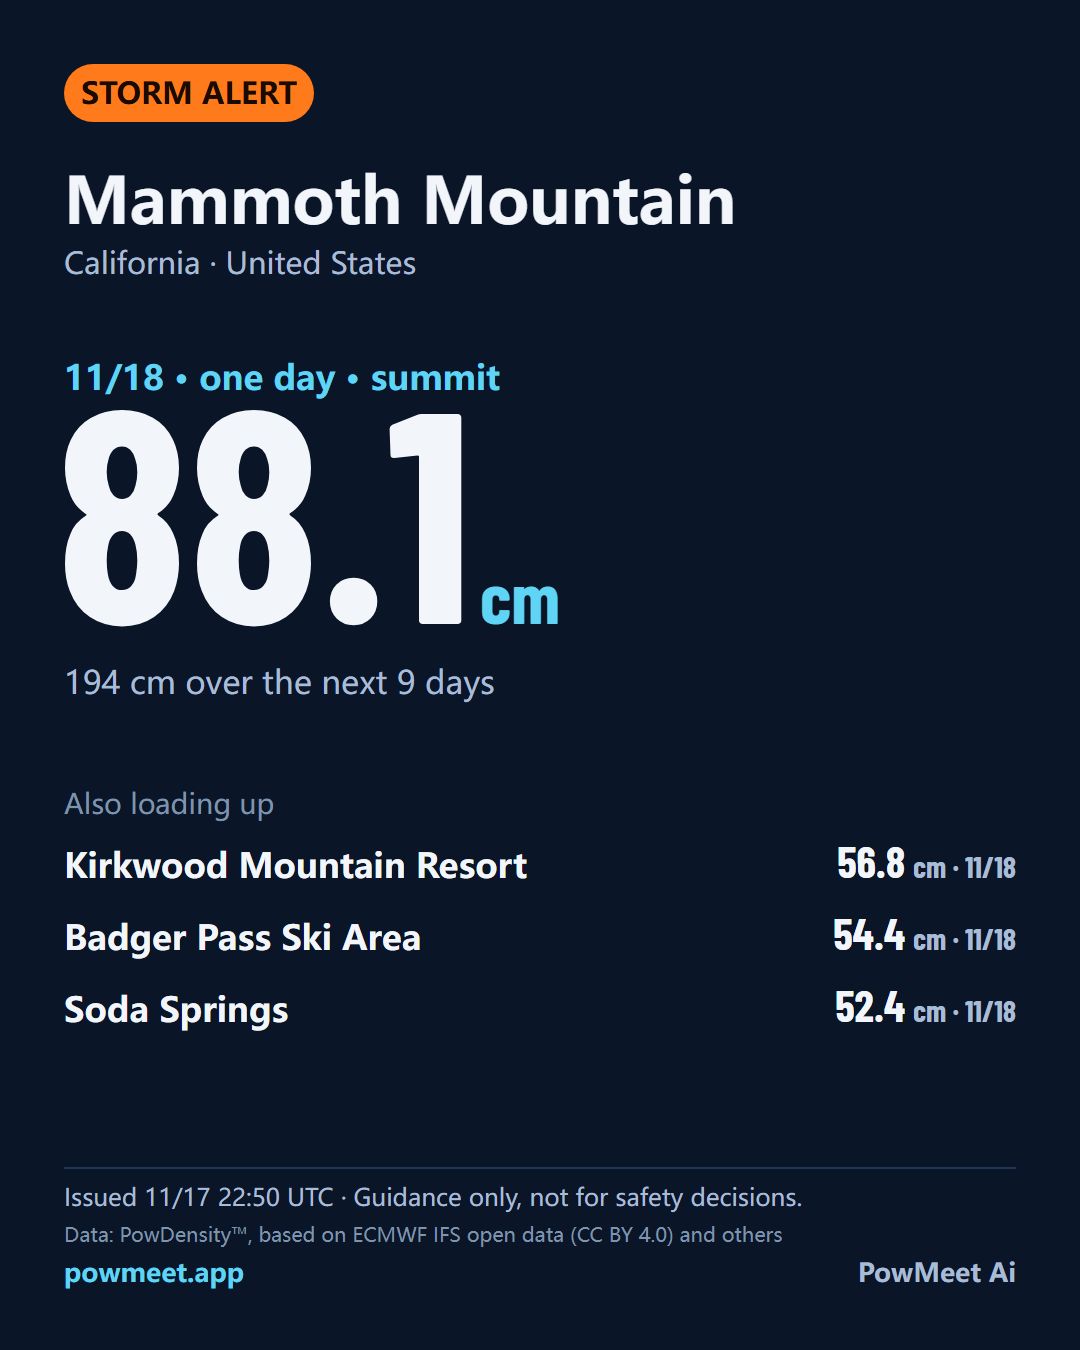 STORM ALERT
Mammoth Mountain
California · United States
11/18 • one day • summit
88.1 cm
194 cm over the next 9 days
Also loading up
Kirkwood Mountain Resort 56.8 cm · 11/18
Badger Pass Ski Area 54.4 cm · 11/18
Soda Springs 52.4 cm · 11/18
Issued 11/17 22:50 UTC · Guidance only, not for safety decisions.
Data: PowDensity™, based on ECMWF IFS open data (CC BY 4.0) and others
powmeet.app PowMeet Ai